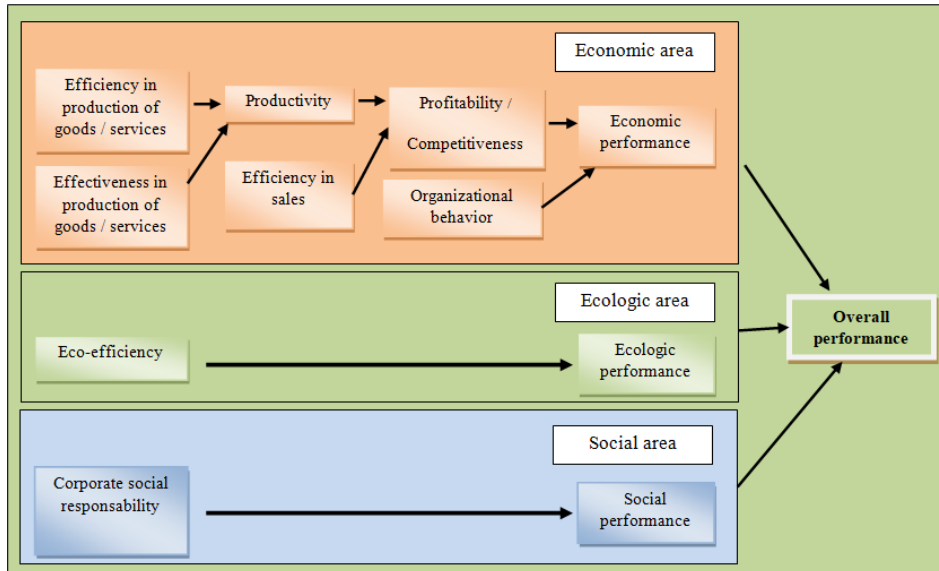 Economic area
Efficiency in
production of
goods / services
Productivity
Profitability /
Competitiveness
Economic
performance
Effectiveness in
production of
goods / services
Efficiency in
sales
Organizational
behavior
Ecologic area
Eco-efficiency
Ecologic
performance
Overall
performance
Social area
Corporate social
responsability
Social
performance